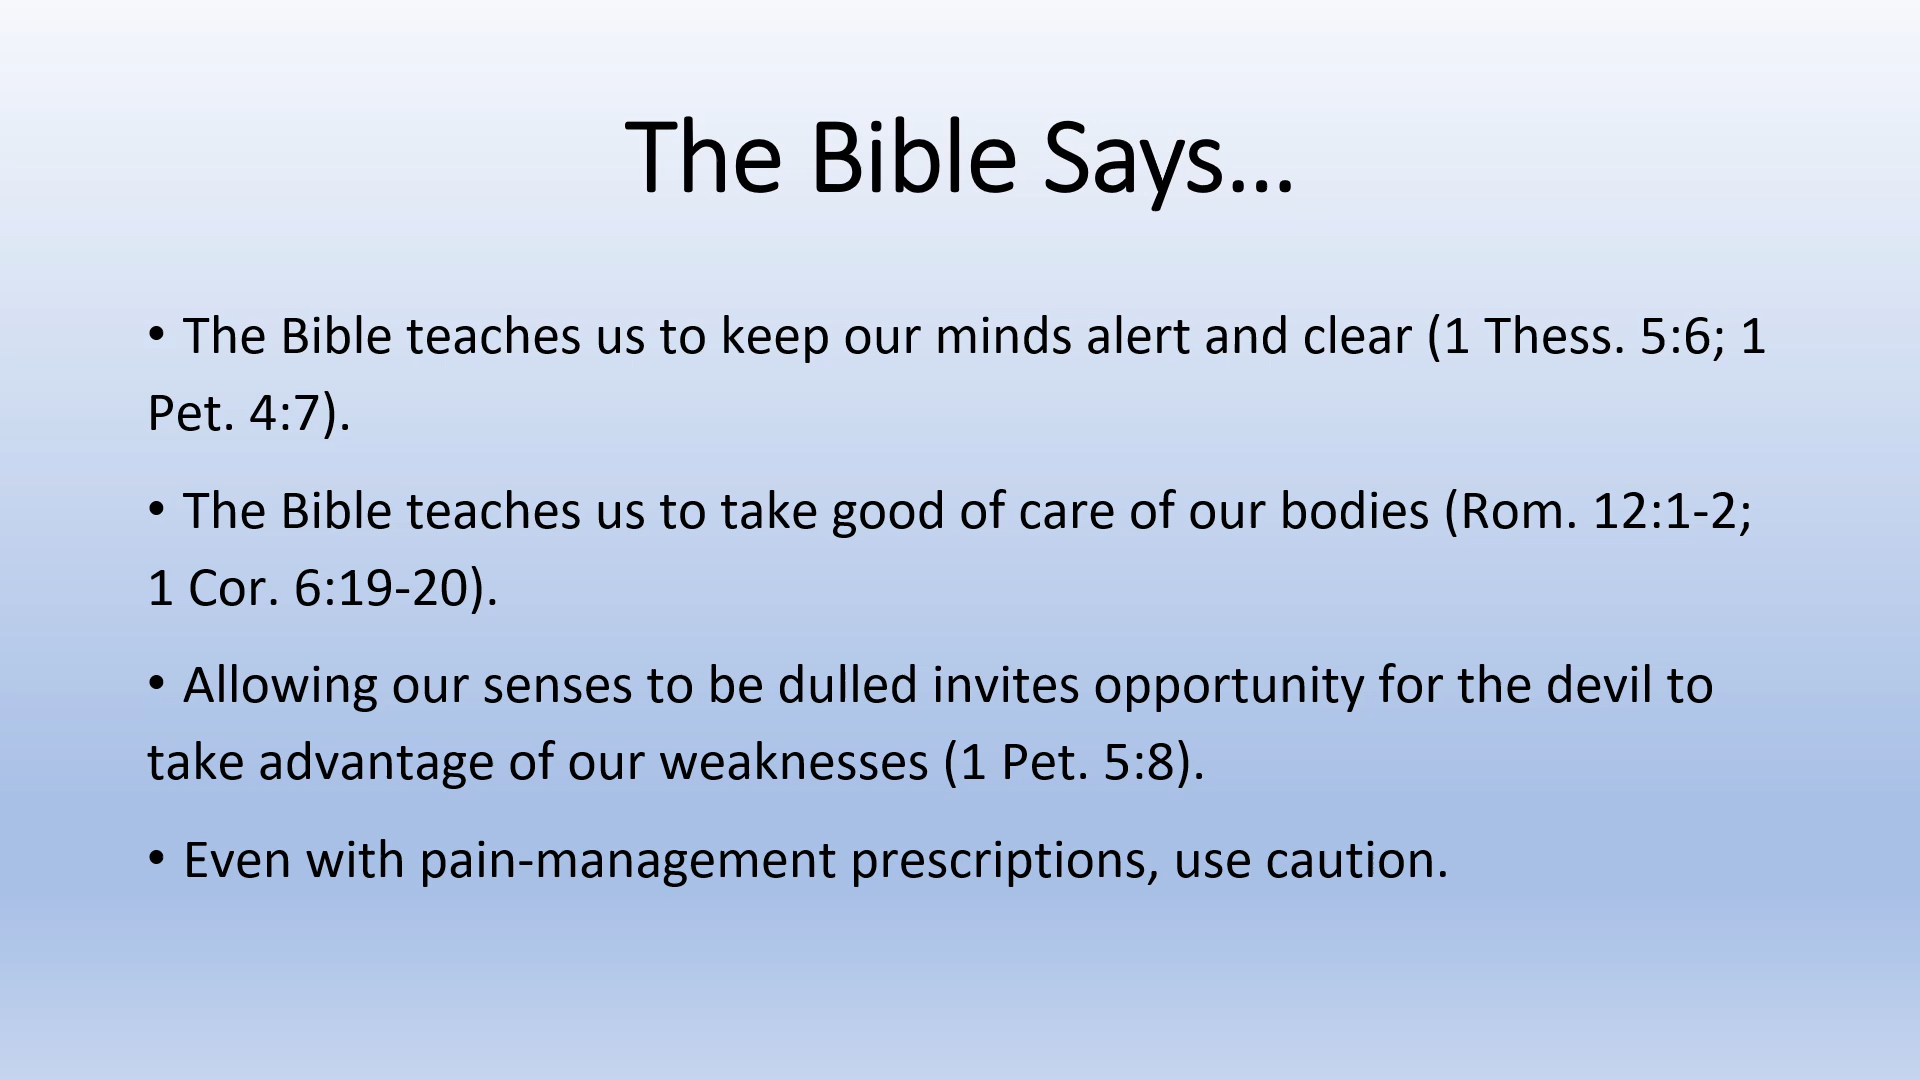 The Bible Says…
• The Bible teaches us to keep our minds alert and clear (1 Thess. 5:6; 1
Pet. 4:7).
• The Bible teaches us to take good of care of our bodies (Rom. 12:1-2;
1 Cor. 6:19-20).
• Allowing our senses to be dulled invites opportunity for the devil to
take advantage of our weaknesses (1 Pet. 5:8).
• Even with pain-management prescriptions, use caution.